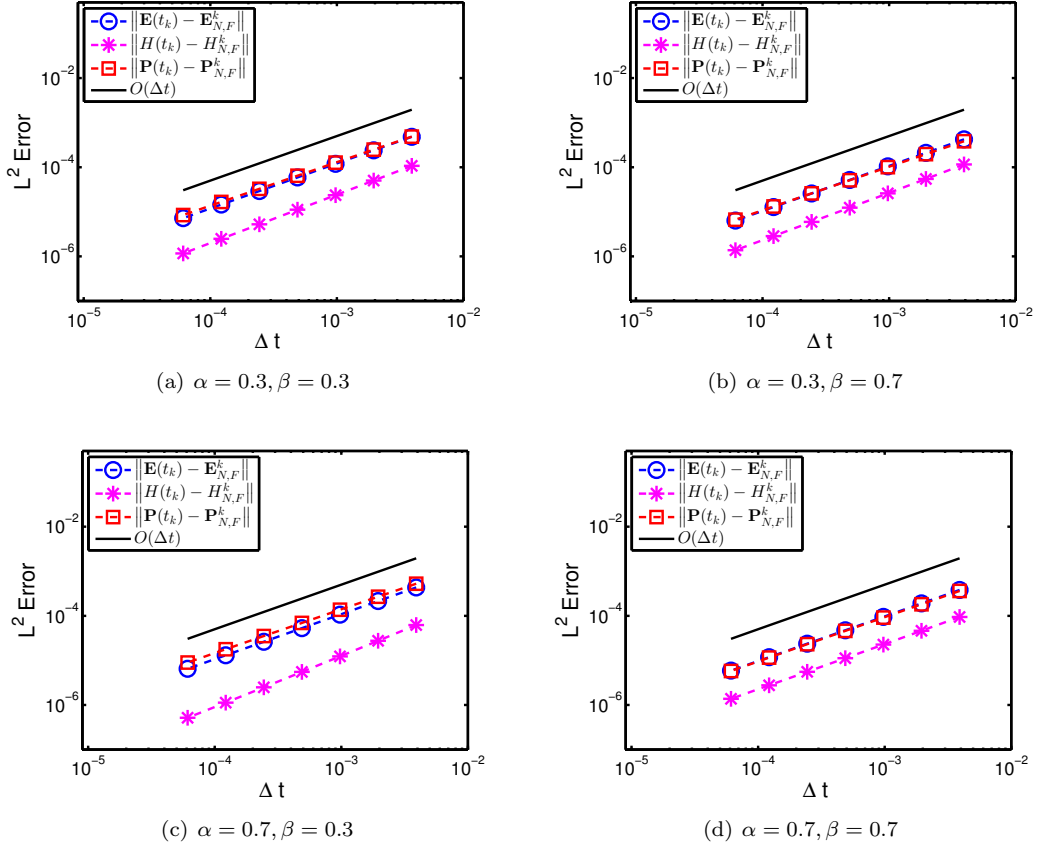 ‖𝐄(t_k) − 𝐄^k_{N,F}‖
‖H(t_k) − H^k_{N,F}‖
‖𝐏(t_k) − 𝐏^k_{N,F}‖
O(Δt)
L^2 Error
10^{-2}
10^{-4}
10^{-6}
10^{-5}
10^{-4}
10^{-3}
10^{-2}
Δ t
(a) α = 0.3, β = 0.3
‖𝐄(t_k) − 𝐄^k_{N,F}‖
‖H(t_k) − H^k_{N,F}‖
‖𝐏(t_k) − 𝐏^k_{N,F}‖
O(Δt)
L^2 Error
10^{-2}
10^{-4}
10^{-6}
10^{-5}
10^{-4}
10^{-3}
10^{-2}
Δ t
(b) α = 0.3, β = 0.7
‖𝐄(t_k) − 𝐄^k_{N,F}‖
‖H(t_k) − H^k_{N,F}‖
‖𝐏(t_k) − 𝐏^k_{N,F}‖
O(Δt)
L^2 Error
10^{-2}
10^{-4}
10^{-6}
10^{-5}
10^{-4}
10^{-3}
10^{-2}
Δ t
(c) α = 0.7, β = 0.3
‖𝐄(t_k) − 𝐄^k_{N,F}‖
‖H(t_k) − H^k_{N,F}‖
‖𝐏(t_k) − 𝐏^k_{N,F}‖
O(Δt)
L^2 Error
10^{-2}
10^{-4}
10^{-6}
10^{-5}
10^{-4}
10^{-3}
10^{-2}
Δ t
(d) α = 0.7, β = 0.7